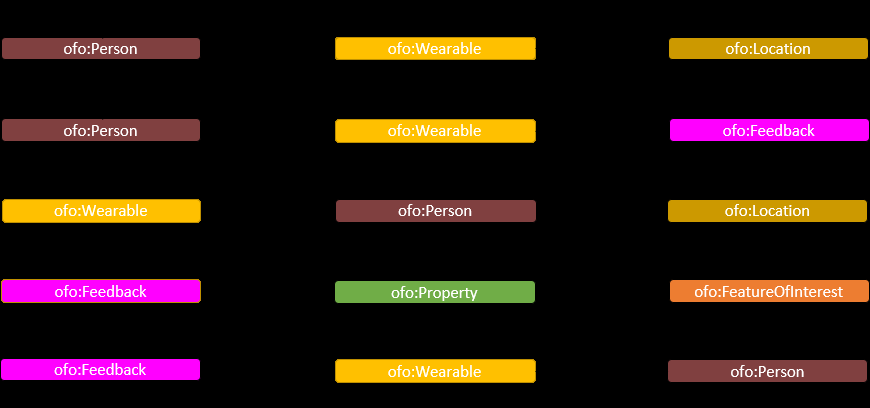 ofo:Person ofo:Wearable ofo:Location
ofo:Person ofo:Wearable ofo:Feedback
ofo:Wearable ofo:Person ofo:Location
ofo:Feedback ofo:Property ofo:FeatureOfInterest
ofo:Feedback ofo:Wearable ofo:Person